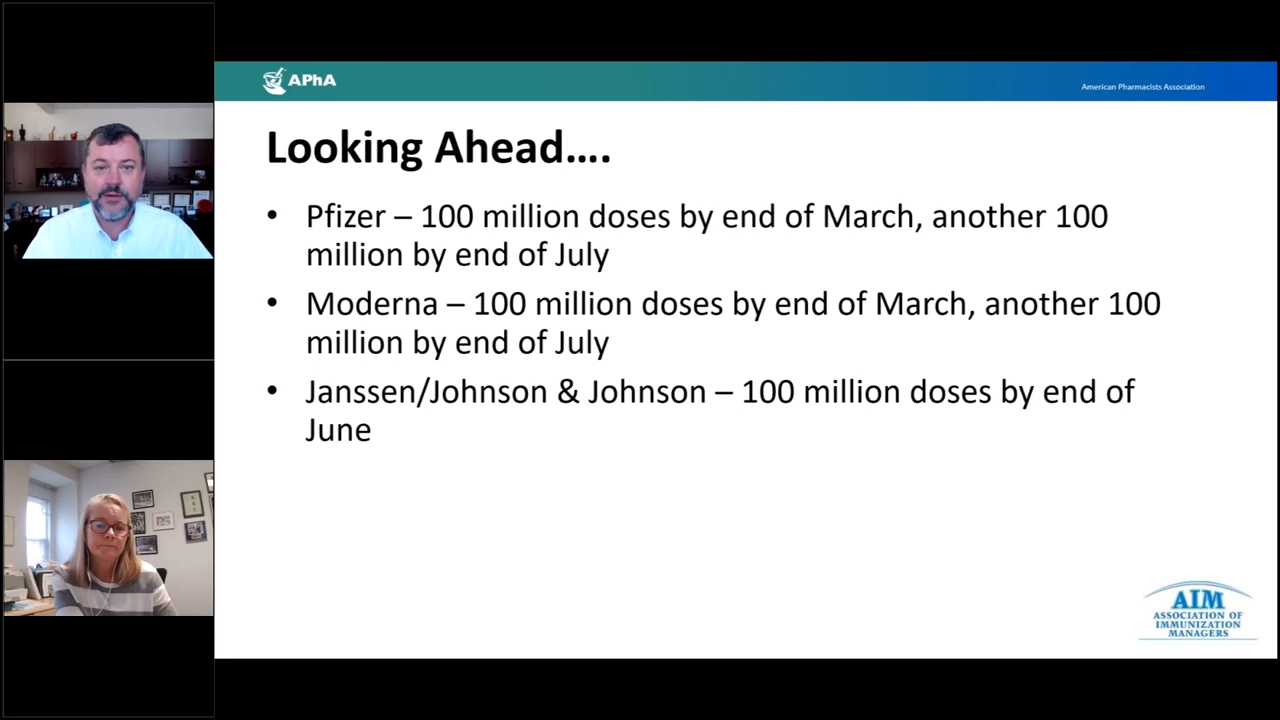 APhA
American Pharmacists Association
Looking Ahead....
• Pfizer – 100 million doses by end of March, another 100
million by end of July
• Moderna – 100 million doses by end of March, another 100
million by end of July
• Janssen/Johnson & Johnson – 100 million doses by end of
June
AIM
ASSOCIATION OF
IMMUNIZATION
MANAGERS